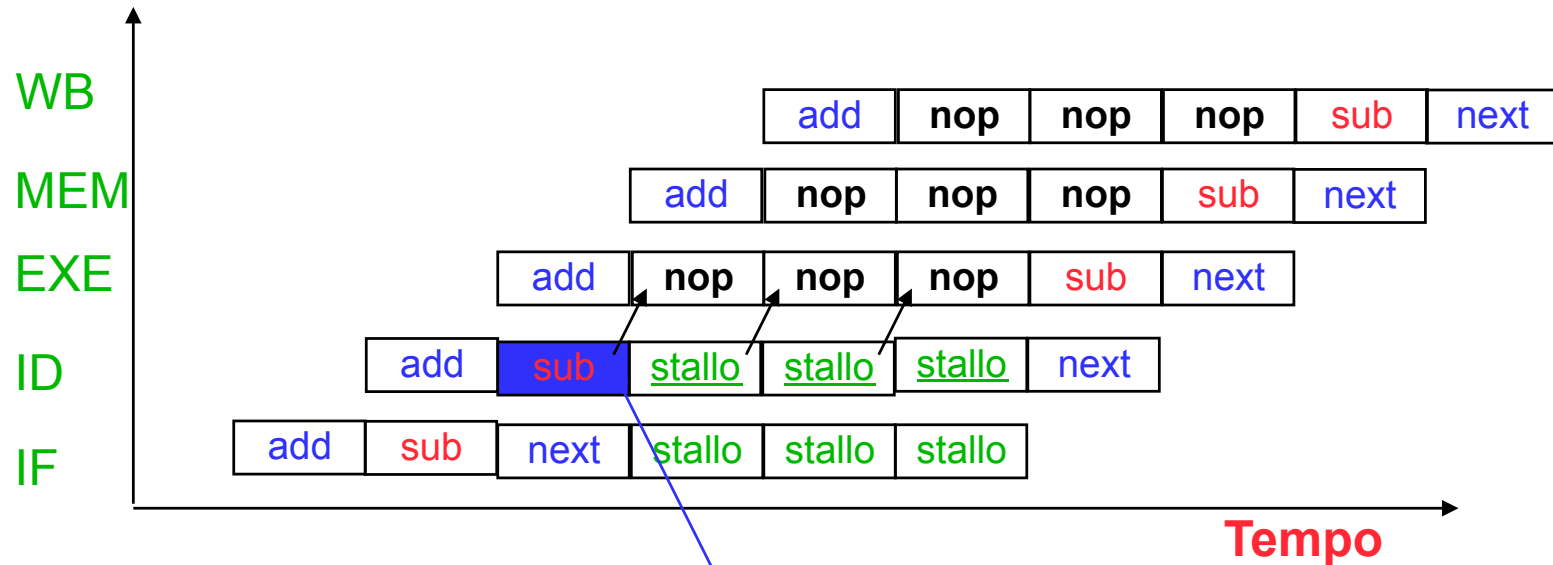 WB add nop nop nop sub next
MEM add nop nop nop sub next
EXE add nop nop nop sub next
ID add sub stallo stallo stallo next
IF add sub next stallo stallo stallo
Tempo